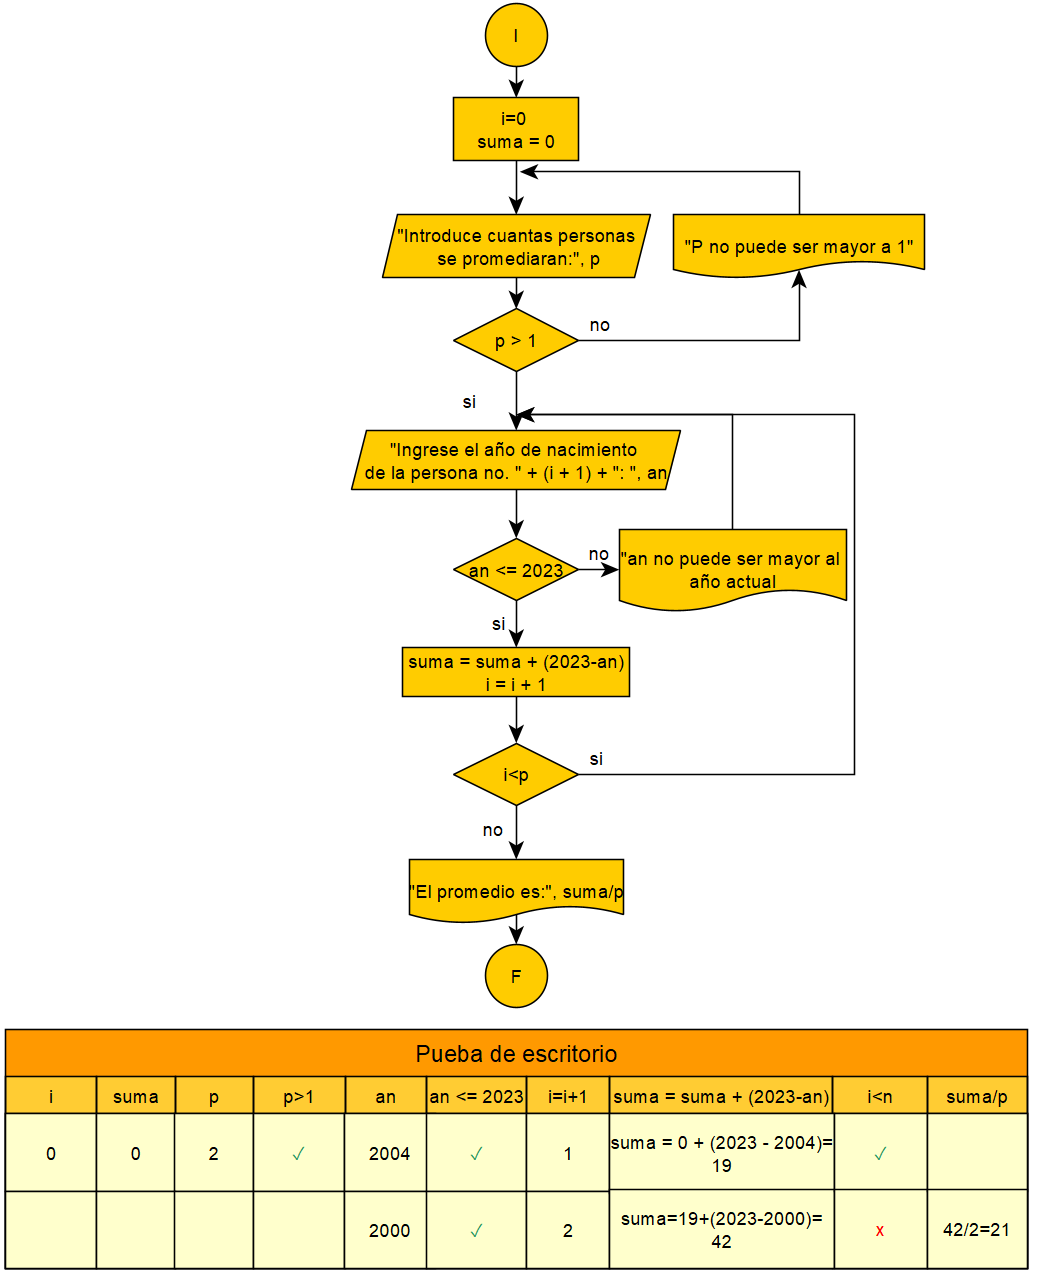 I
i=0
suma = 0
"Introduce cuantas personas
se promediaran:", p
"P no puede ser mayor a 1"
p > 1
no
si
"Ingrese el año de nacimiento
de la persona no. " + (i + 1) + ": ", an
an <= 2023
no
"an no puede ser mayor al
año actual
si
suma = suma + (2023-an)
i = i + 1
i<p
si
no
"El promedio es:", suma/p
F
Pueba de escritorio
i suma p p>1 an an <= 2023 i=i+1 suma = suma + (2023-an) i<n suma/p
0 0 2 ✓ 2004 ✓ 1 suma = 0 + (2023 - 2004)= ✓
19
2000 ✓ 2 suma=19+(2023-2000)= x 42/2=21
42